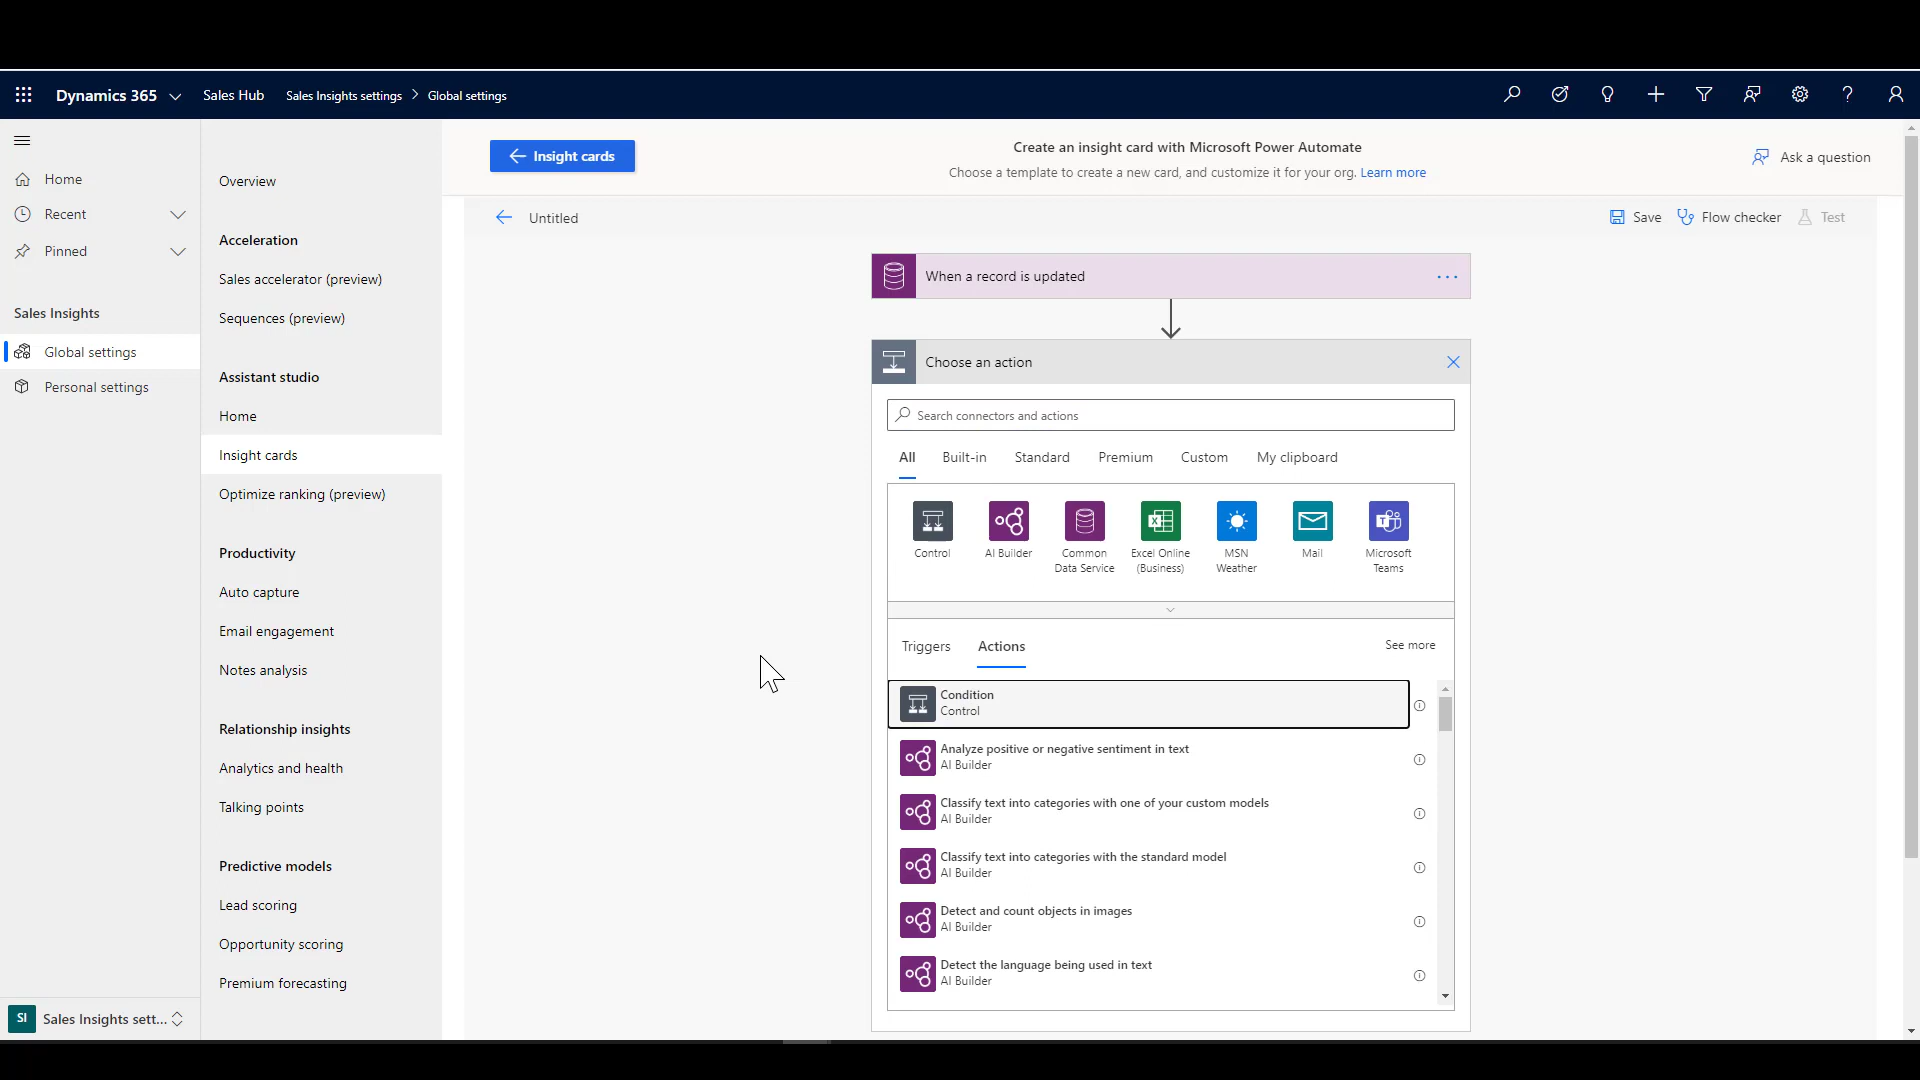 Dynamics 365
Sales Hub
Sales Insights settings
Global settings
Home
Recent
Pinned
Sales Insights
Global settings
Personal settings
SI
Sales Insights sett...
Overview
Acceleration
Sales accelerator (preview)
Sequences (preview)
Assistant studio
Home
Insight cards
Optimize ranking (preview)
Productivity
Auto capture
Email engagement
Notes analysis
Relationship insights
Analytics and health
Talking points
Predictive models
Lead scoring
Opportunity scoring
Premium forecasting
Insight cards
Create an insight card with Microsoft Power Automate
Choose a template to create a new card, and customize it for your org. Learn more
Ask a question
Untitled
Save
Flow checker
Test
When a record is updated
Choose an action
Search connectors and actions
All
Built-in
Standard
Premium
Custom
My clipboard
Control
AI Builder
Common
Data Service
Excel Online
(Business)
MSN
Weather
Mail
Microsoft
Teams
Triggers
Actions
See more
Condition
Control
Analyze positive or negative sentiment in text
AI Builder
Classify text into categories with one of your custom models
AI Builder
Classify text into categories with the standard model
AI Builder
Detect and count objects in images
AI Builder
Detect the language being used in text
AI Builder